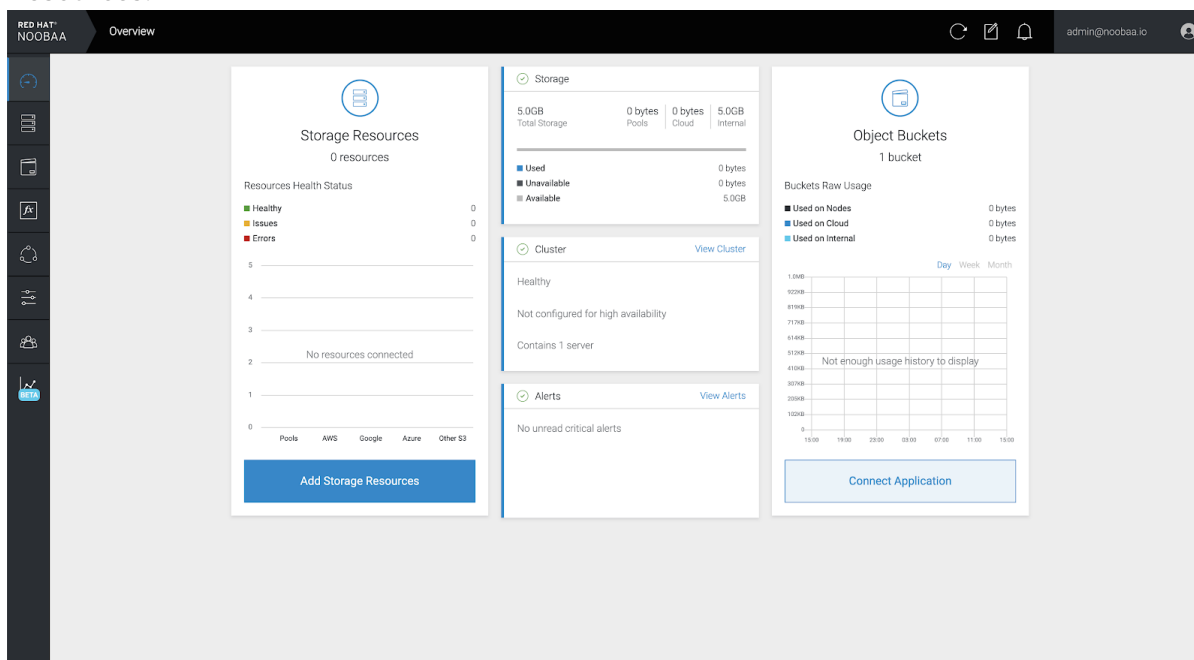 RED HAT®
NOOBAA
Overview
admin@noobaa.io
BETA
Storage Resources
0 resources
Resources Health Status
Healthy 0
Issues 0
Errors 0
5
4
3
2
1
0
No resources connected
Pools AWS Google Azure Other S3
Add Storage Resources
Storage
5.0GB 0 bytes 0 bytes 5.0GB
Total Storage Pools Cloud Internal
Used 0 bytes
Unavailable 0 bytes
Available 5.0GB
Cluster View Cluster
Healthy
Not configured for high availability
Contains 1 server
Alerts View Alerts
No unread critical alerts
Object Buckets
1 bucket
Buckets Raw Usage
Used on Nodes 0 bytes
Used on Cloud 0 bytes
Used on Internal 0 bytes
Day Week Month
1.0MB
922KB
819KB
717KB
614KB
512KB
410KB
307KB
205KB
102KB
0
Not enough usage history to display
15:00 19:00 23:00 03:00 07:00 11:00 15:00
Connect Application